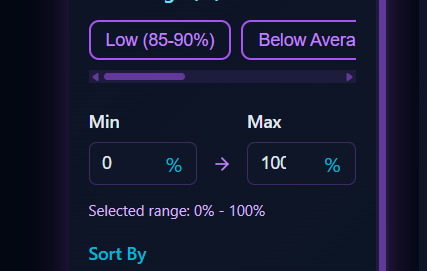 Low (85-90%) Below Avera
Min Max
0 % → 100 %
Selected range: 0% - 100%
Sort By